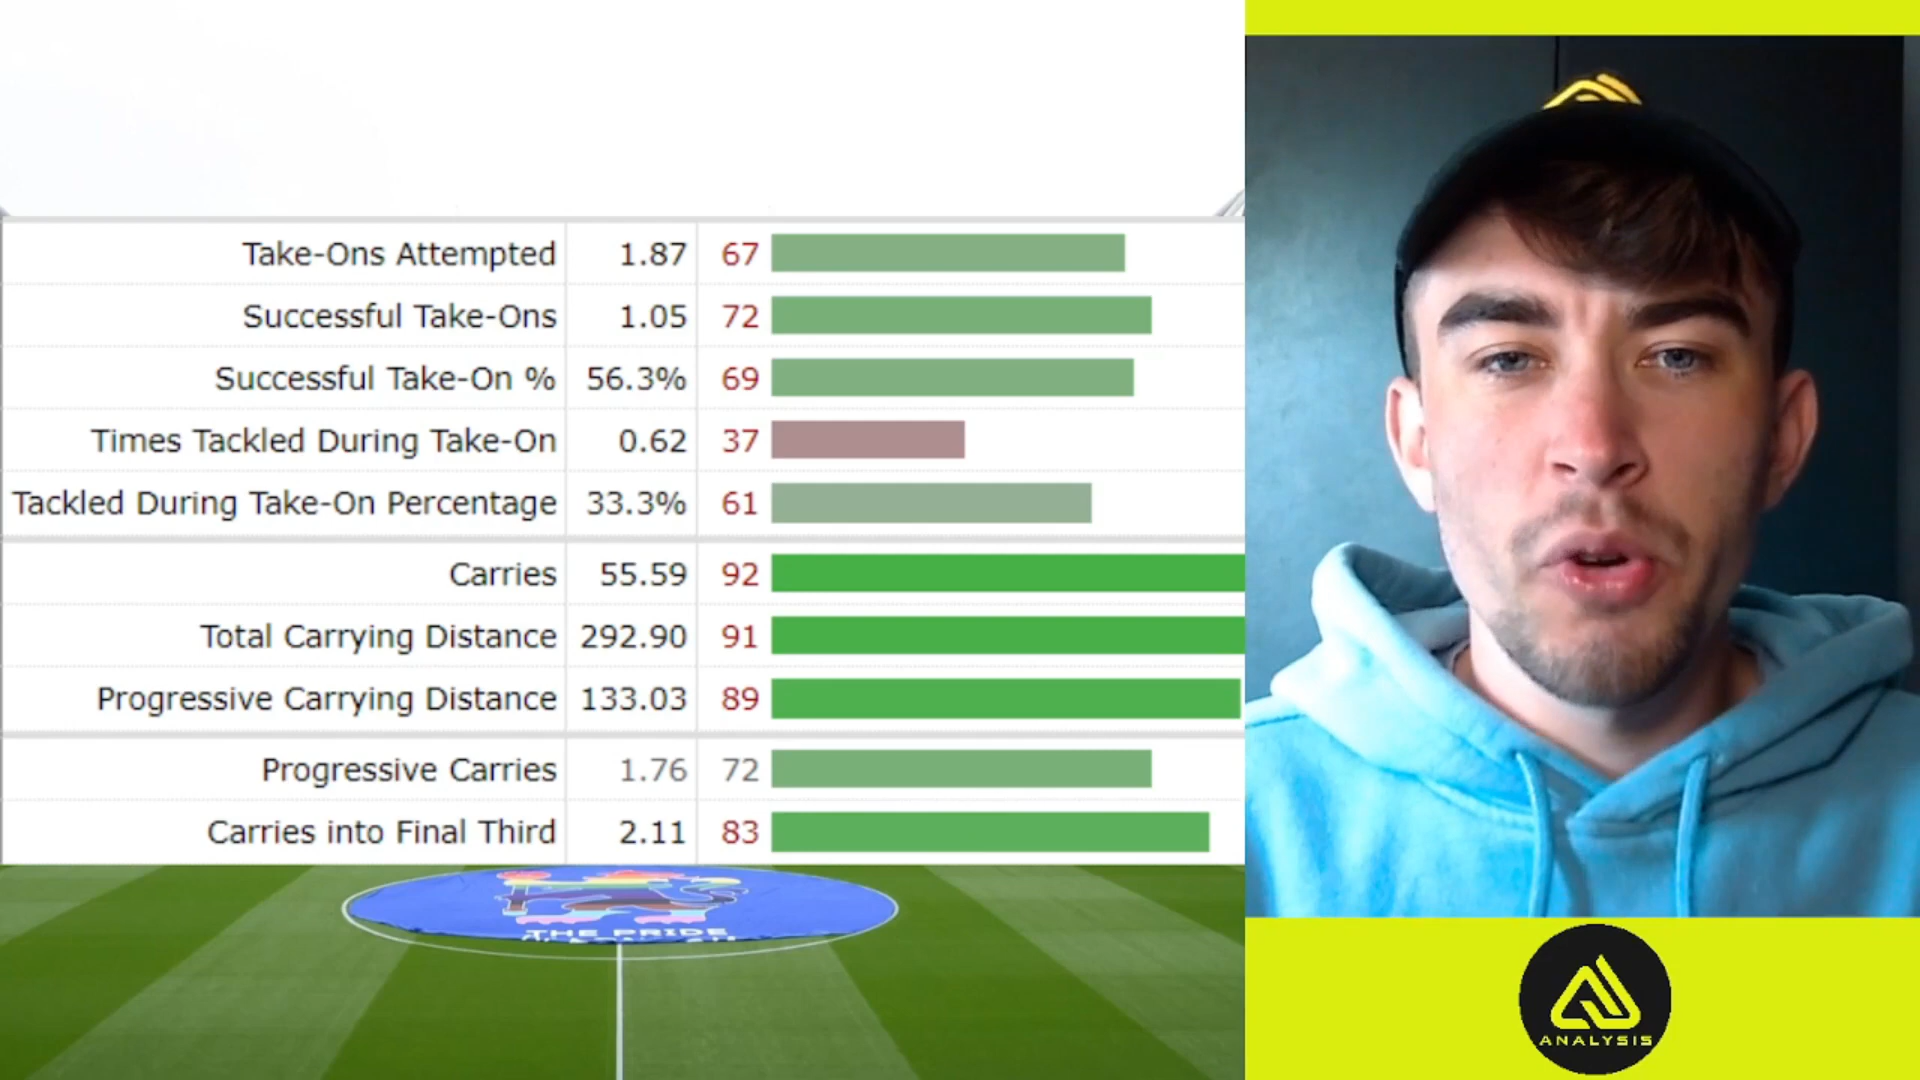 Take-Ons Attempted 1.87 67
Successful Take-Ons 1.05 72
Successful Take-On % 56.3% 69
Times Tackled During Take-On 0.62 37
Tackled During Take-On Percentage 33.3% 61
Carries 55.59 92
Total Carrying Distance 292.90 91
Progressive Carrying Distance 133.03 89
Progressive Carries 1.76 72
Carries into Final Third 2.11 83
THE PRIDE
ANALYSIS